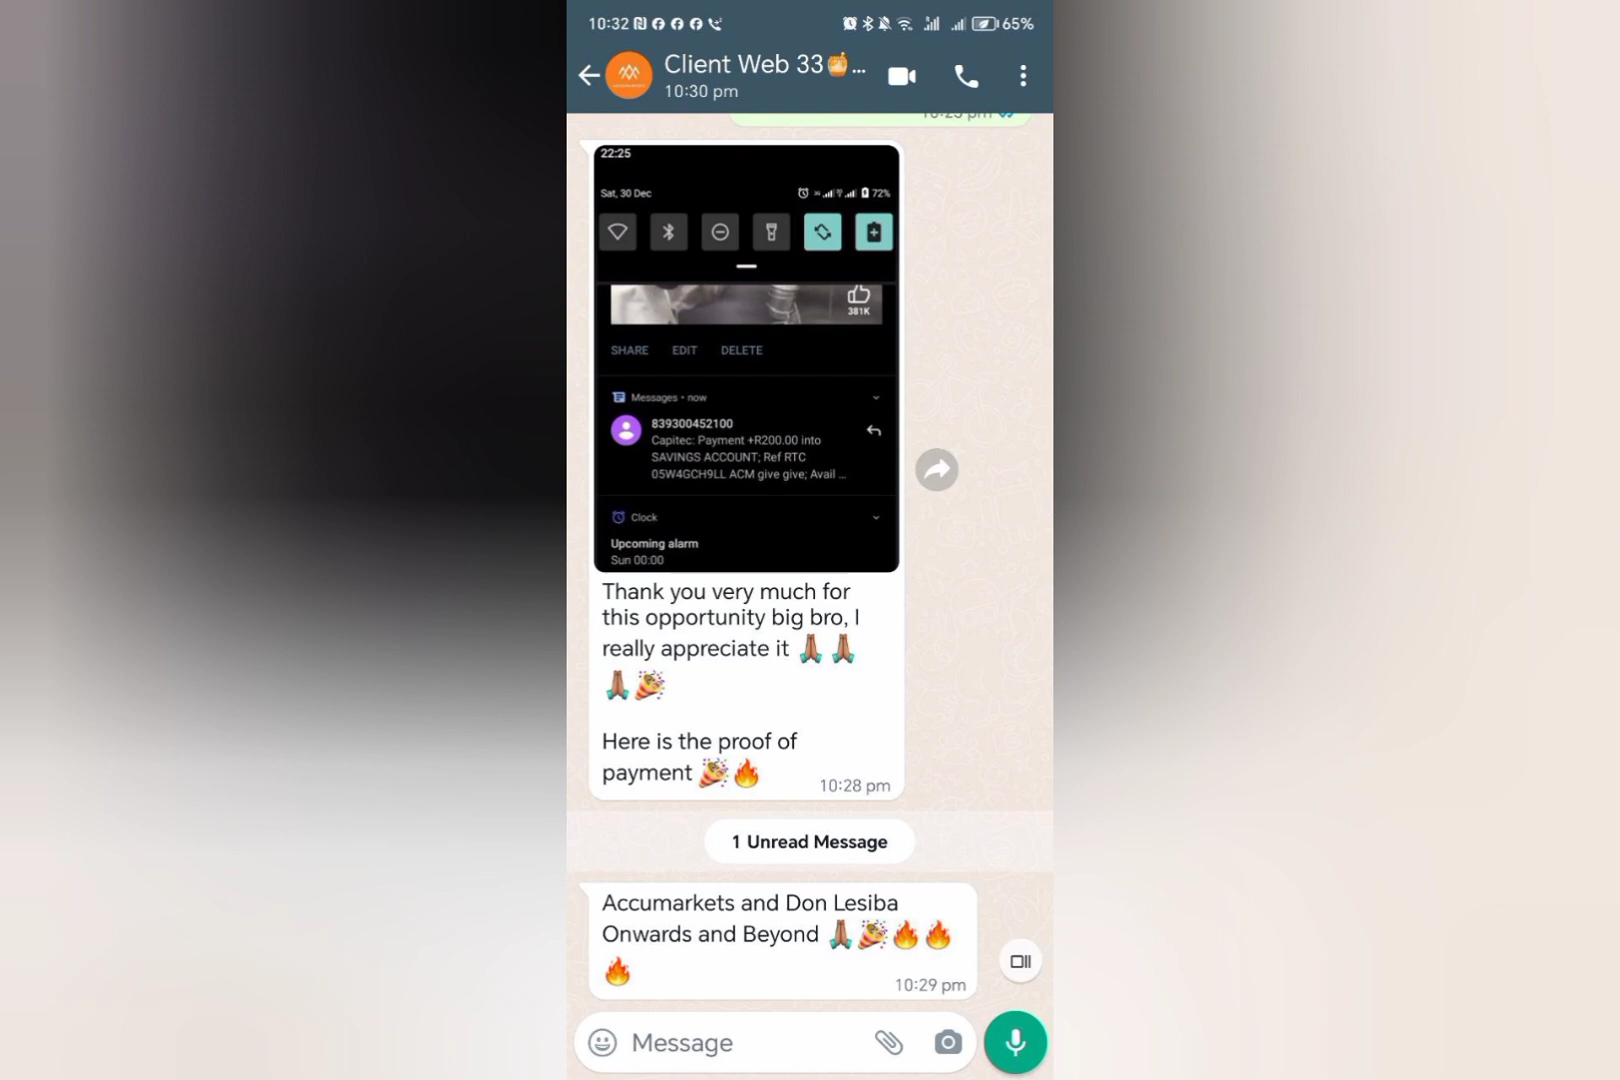 10:32
65%
Client Web 33🍯...
10:30 pm
10:25 pm
22:25
Sat, 30 Dec
72%
381K
SHARE EDIT DELETE
Messages • now
839300452100
Capitec: Payment +R200.00 into
SAVINGS ACCOUNT; Ref RTC
05W4GCH9LL ACM give give; Avail ...
Clock
Upcoming alarm
Sun 00:00
Thank you very much for
this opportunity big bro, I
really appreciate it 🙏🏽 🙏🏽
🙏🏽🎉
Here is the proof of
payment 🎉🔥
10:28 pm
1 Unread Message
Accumarkets and Don Lesiba
Onwards and Beyond 🙏🏽🎉🔥🔥
🔥
10:29 pm
Message